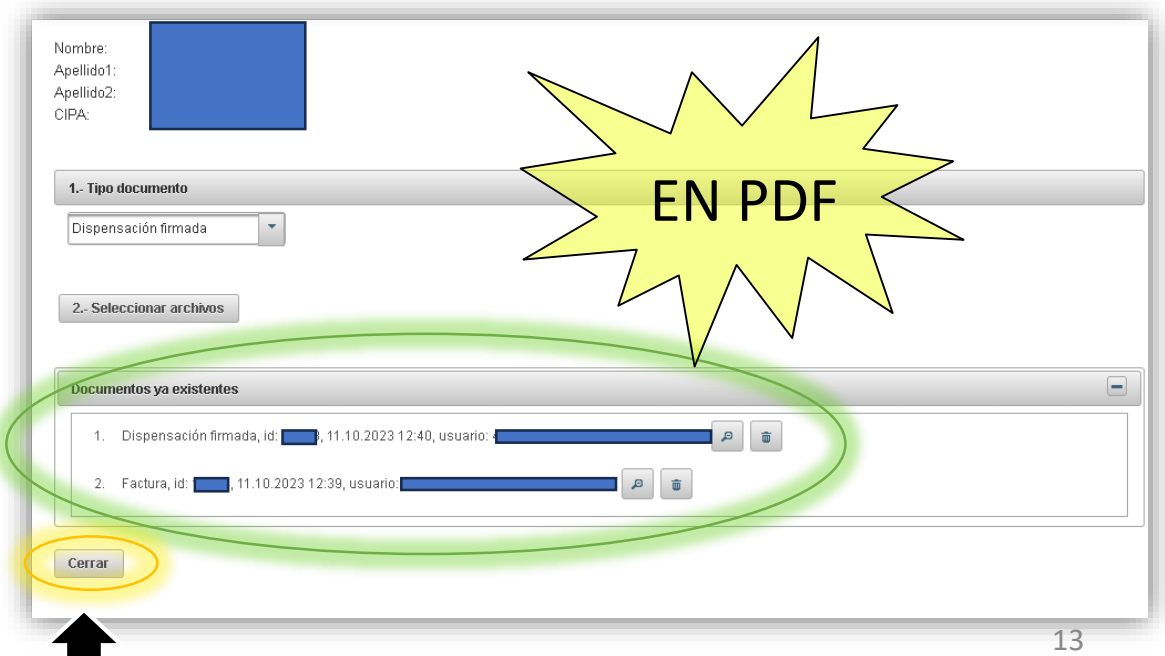 Nombre:
Apellido1:
Apellido2:
CIPA:
EN PDF
1.- Tipo documento
Dispensación firmada
2.- Seleccionar archivos
Documentos ya existentes
1. Dispensación firmada, id: , 11.10.2023 12:40, usuario:
2. Factura, id: , 11.10.2023 12:39, usuario:
Cerrar
13